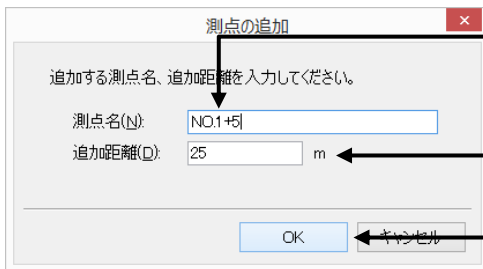 測点の追加
追加する測点名、追加距離を入力してください。
測点名(N): NO.1+5
追加距離(D): 25 m
OK キャンセル